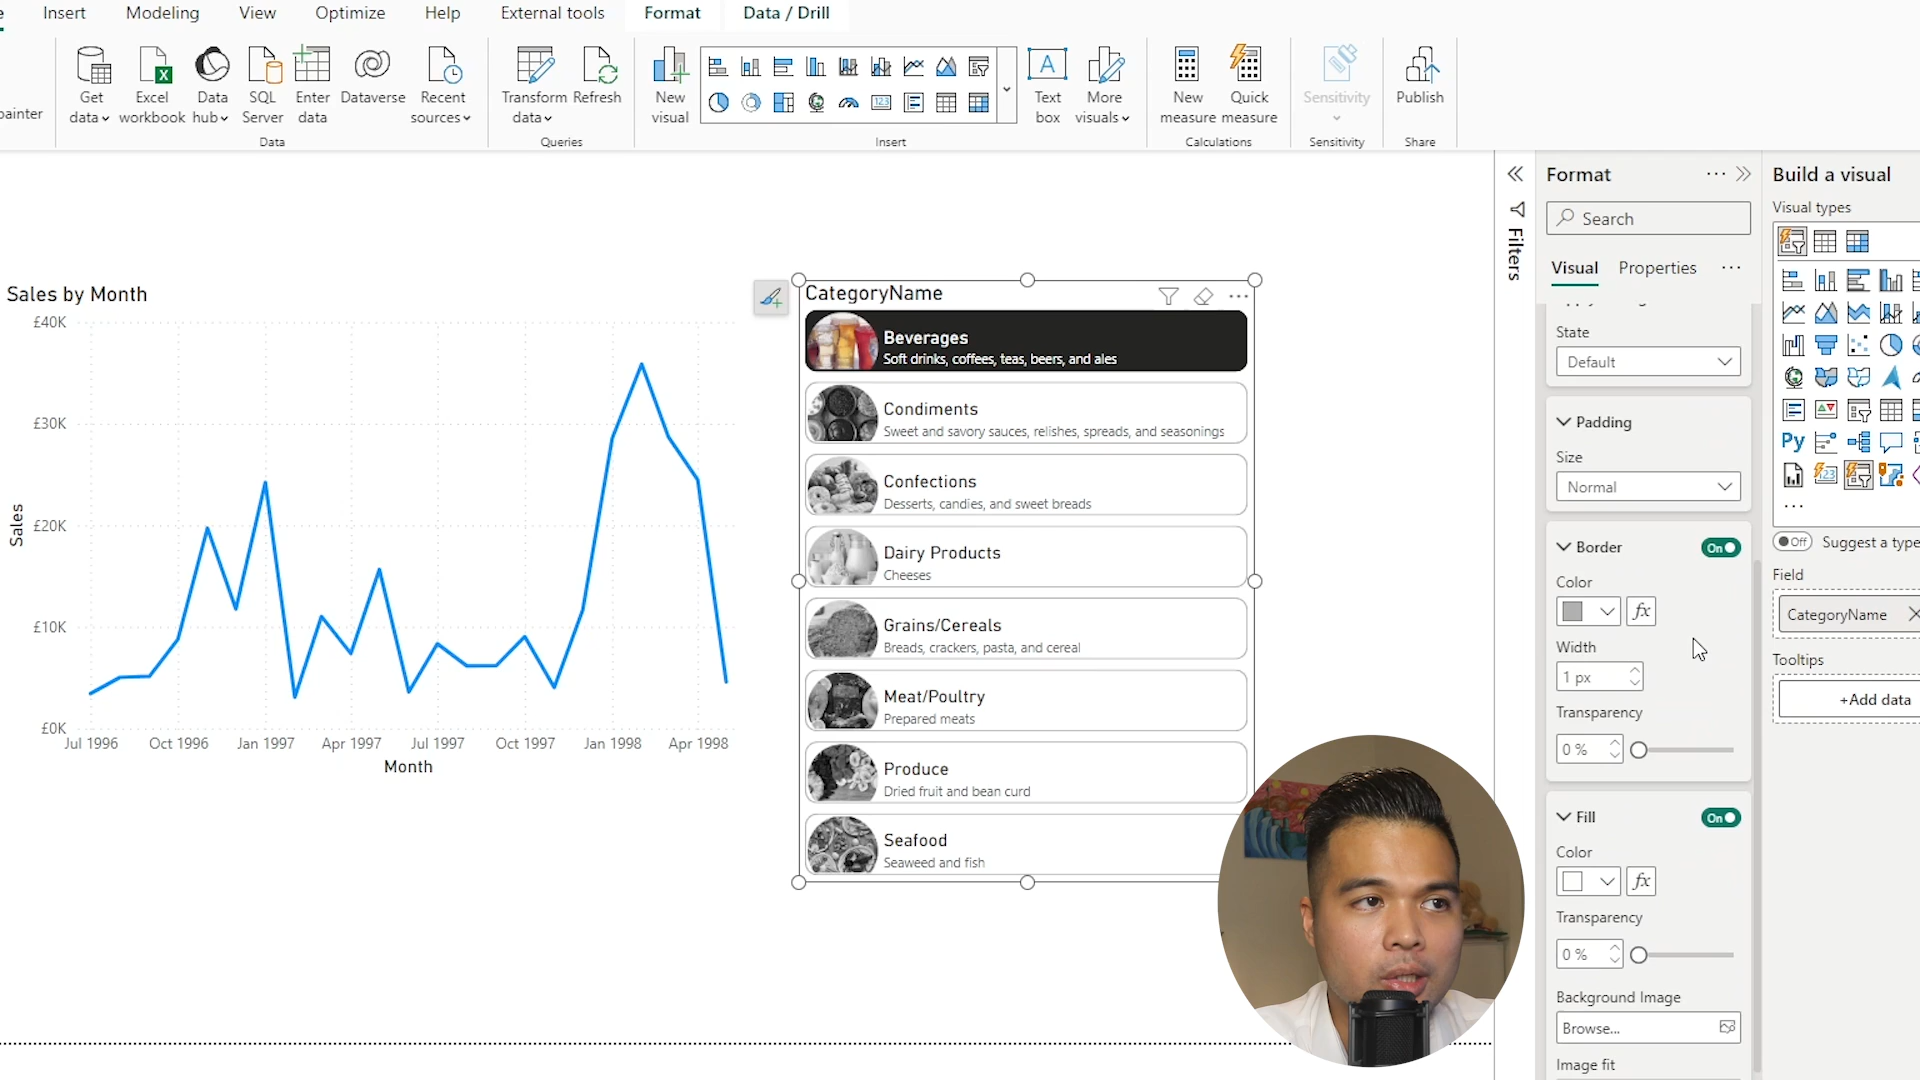 Insert Modeling View Optimize Help External tools Format Data / Drill
painter
Get data
Excel workbook
Data hub
SQL Server
Enter data
Dataverse
Recent sources
Transform data
Refresh
New visual
Text box
More visuals
New measure
Quick measure
Sensitivity
Publish
Data
Queries
Insert
Calculations
Sensitivity
Share
Sales by Month
£40K
£30K
£20K
£10K
£0K
Sales
Jul 1996 Oct 1996 Jan 1997 Apr 1997 Jul 1997 Oct 1997 Jan 1998 Apr 1998
Month
CategoryName
Beverages
Soft drinks, coffees, teas, beers, and ales
Condiments
Sweet and savory sauces, relishes, spreads, and seasonings
Confections
Desserts, candies, and sweet breads
Dairy Products
Cheeses
Grains/Cereals
Breads, crackers, pasta, and cereal
Meat/Poultry
Prepared meats
Produce
Dried fruit and bean curd
Seafood
Seaweed and fish
Filters
Format
Search
Visual Properties
State
Default
Padding
Size
Normal
Border On
Color
fx
Width
1 px
Transparency
0 %
Fill On
Color
fx
Transparency
0 %
Background Image
Browse...
Image fit
Build a visual
Visual types
Py
123
Off Suggest a type
Field
CategoryName
Tooltips
+Add data